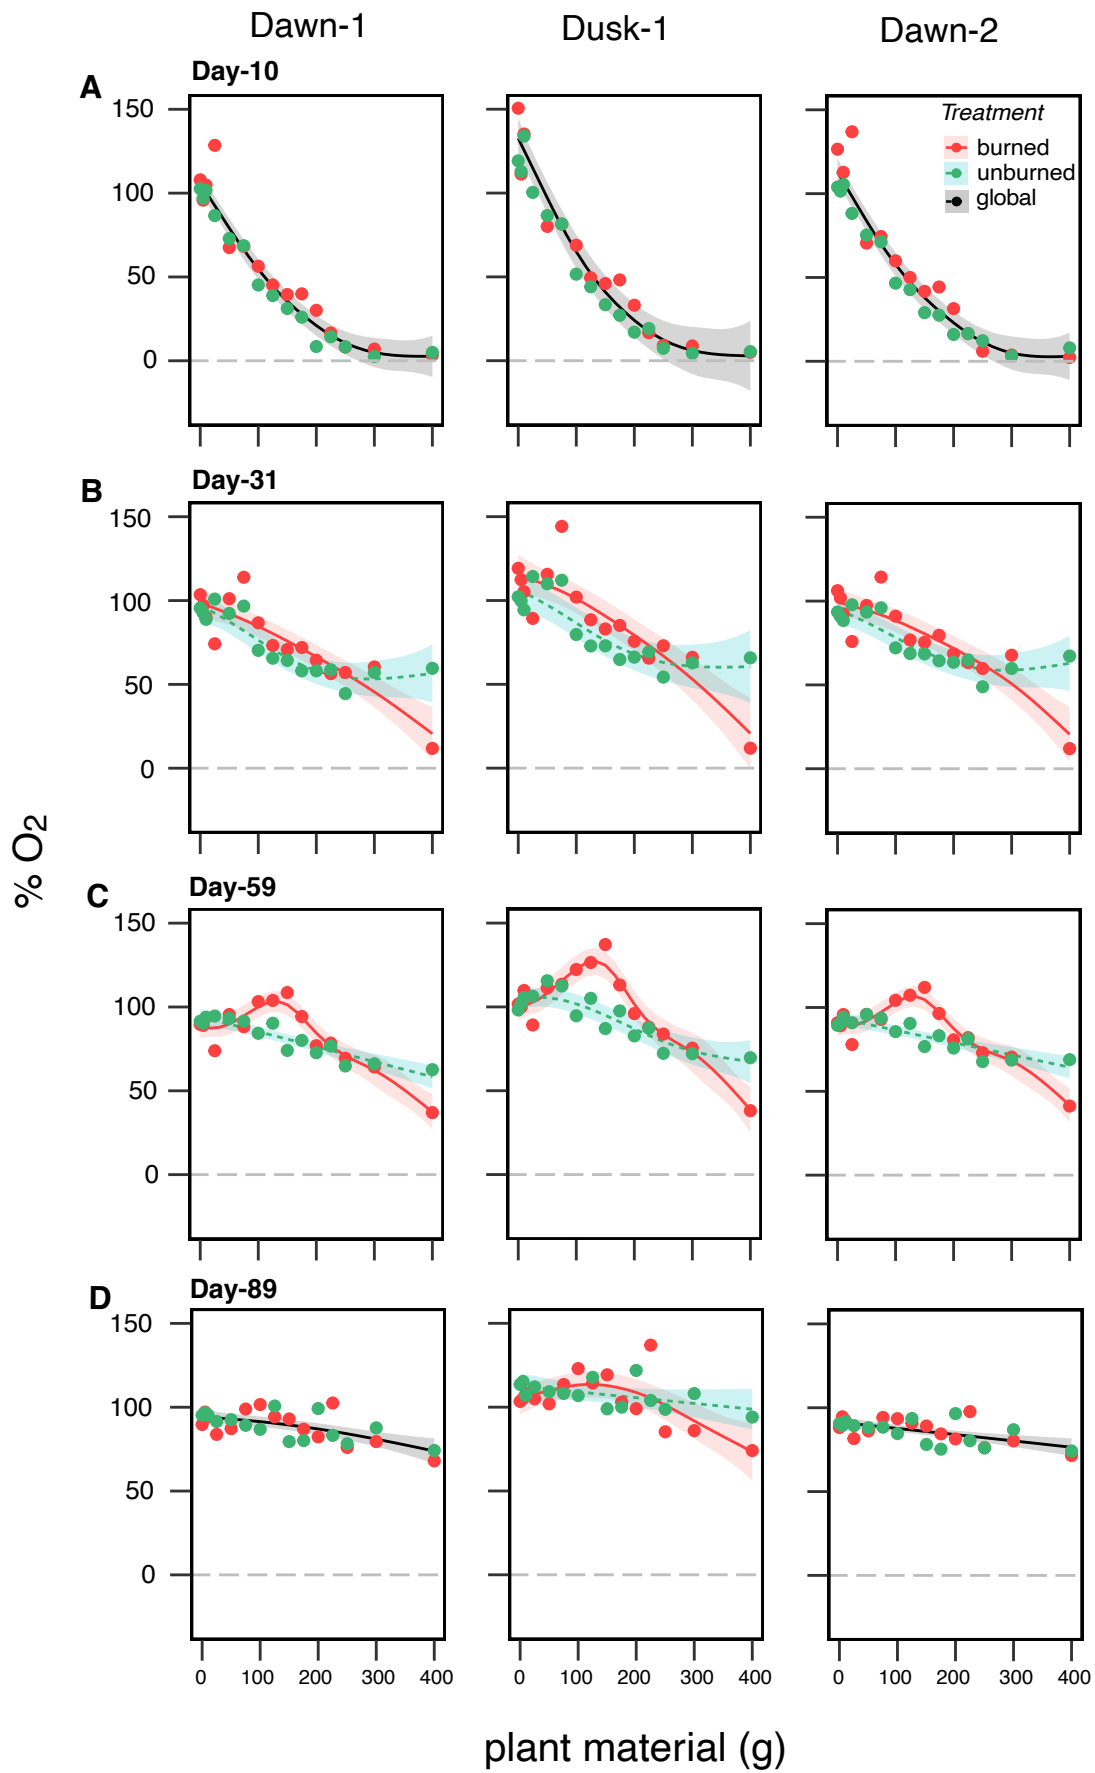 Dawn-1 Dusk-1 Dawn-2
A Day-10
150
100
50
0
Treatment
burned
unburned
global
B Day-31
150
100
50
0
% O2
C Day-59
150
100
50
0
D Day-89
150
100
50
0
0 100 200 300 400 0 100 200 300 400 0 100 200 300 400
plant material (g)